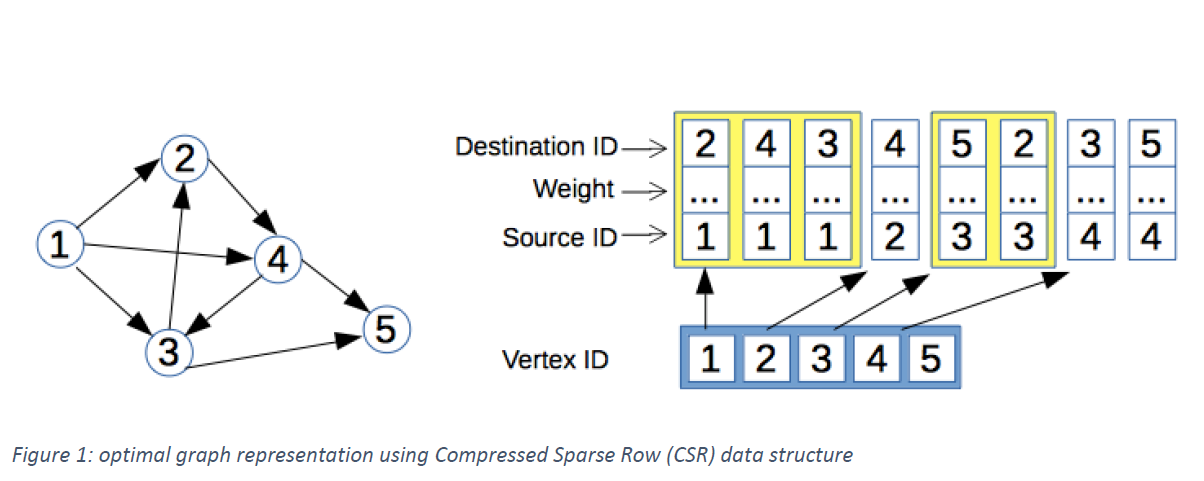 2
1
4
3
5
Destination ID 2 4 3 4 5 2 3 5
Weight ... ... ... ... ... ... ... ...
Source ID 1 1 1 2 3 3 4 4
Vertex ID 1 2 3 4 5
Figure 1: optimal graph representation using Compressed Sparse Row (CSR) data structure